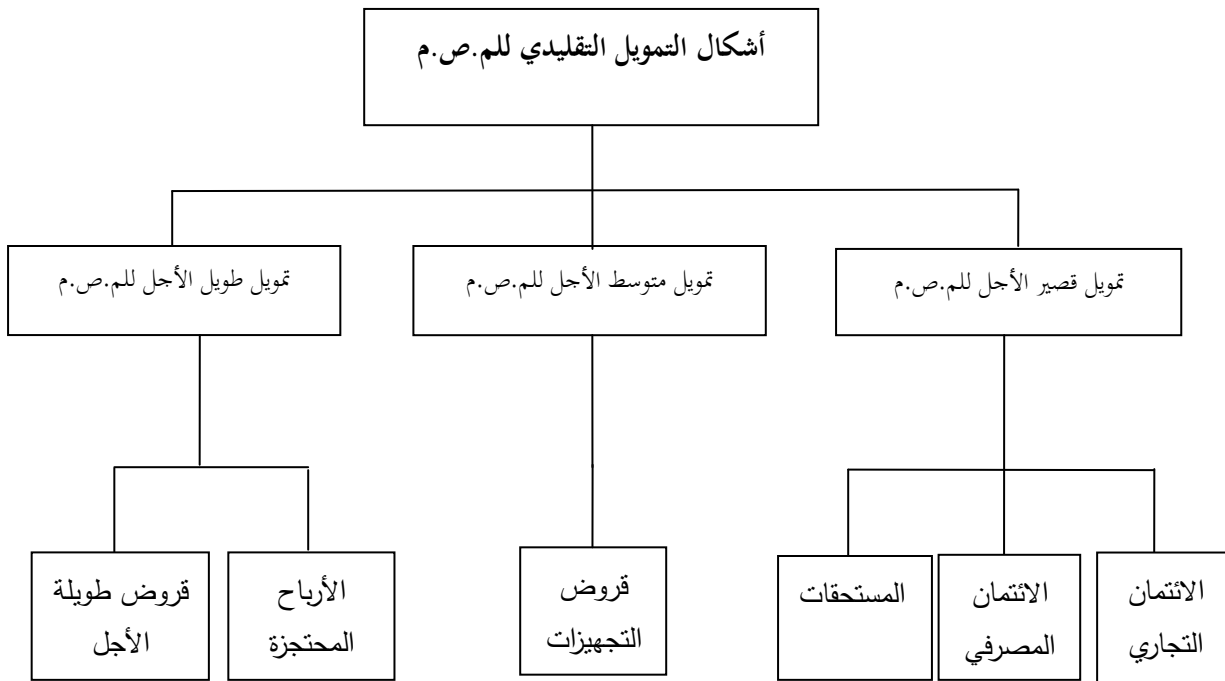 أشكال التمويل التقليدي للم.ص.م
تمويل قصير الأجل للم.ص.م
تمويل متوسط الأجل للم.ص.م
تمويل طويل الأجل للم.ص.م
الائتمان
التجاري
الائتمان
المصرفي
المستحقات
قروض
التجهيزات
الأرباح
المحتجزة
قروض طويلة
الأجل